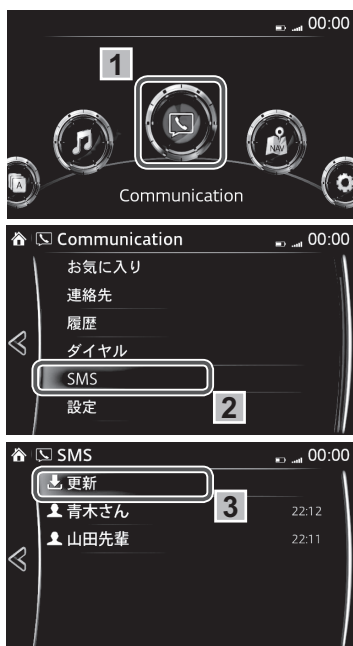 00:00
1
A
NAV
Communication
Communication 00:00
お気に入り
連絡先
履歴
ダイヤル
SMS
2
設定
SMS 00:00
更新
3
青木さん 22:12
山田先輩 22:11